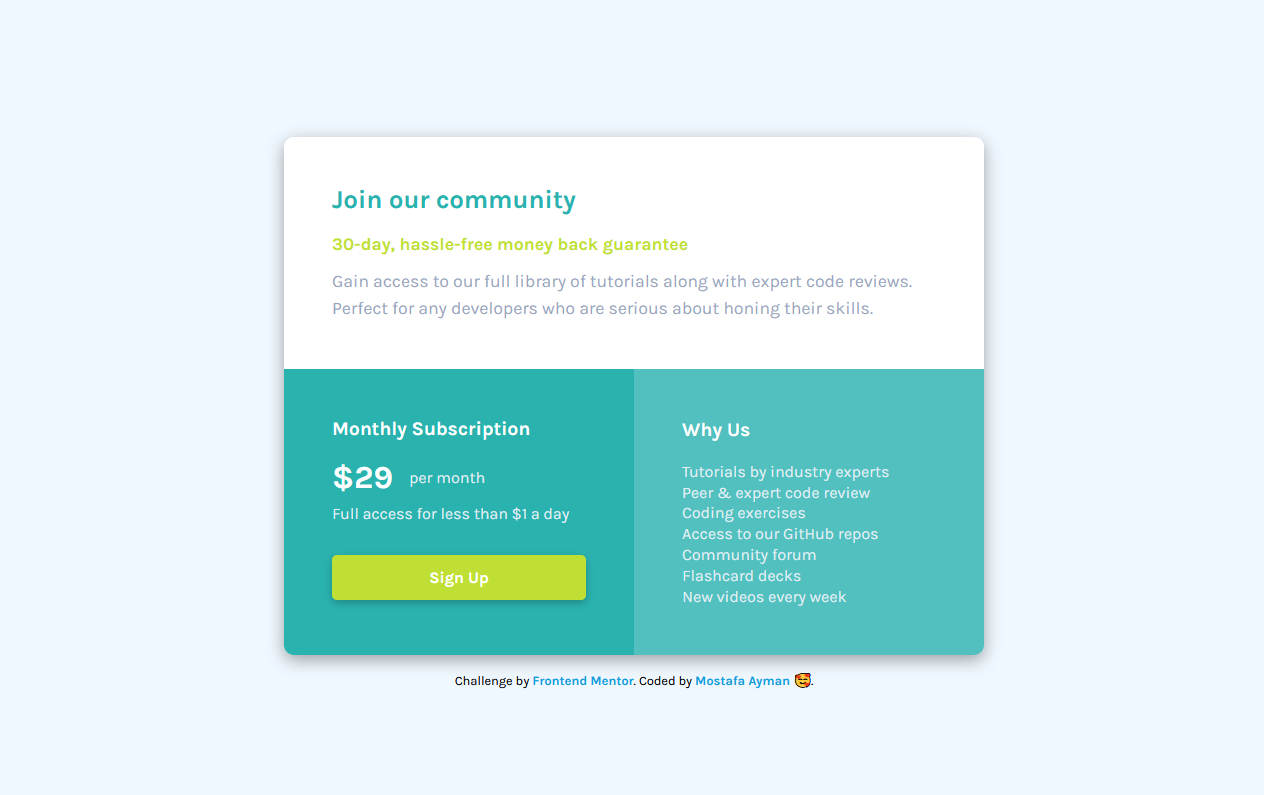 Join our community
30-day, hassle-free money back guarantee
Gain access to our full library of tutorials along with expert code reviews.
Perfect for any developers who are serious about honing their skills.
Monthly Subscription
$29 per month
Full access for less than $1 a day
Sign Up
Why Us
Tutorials by industry experts
Peer & expert code review
Coding exercises
Access to our GitHub repos
Community forum
Flashcard decks
New videos every week
Challenge by Frontend Mentor. Coded by Mostafa Ayman 🥰.